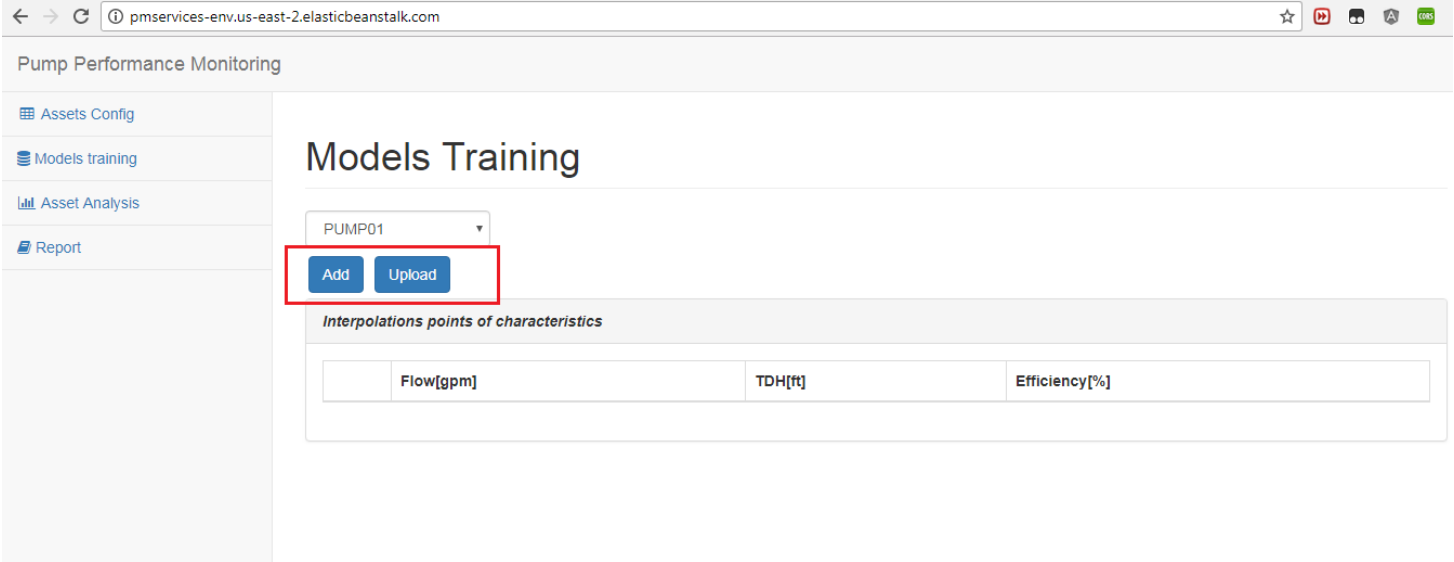 pmservices-env.us-east-2.elasticbeanstalk.com
CORS
Pump Performance Monitoring
Assets Config
Models training
Asset Analysis
Report
Models Training
PUMP01
Add Upload
Interpolations points of characteristics
Flow[gpm] TDH[ft] Efficiency[%]